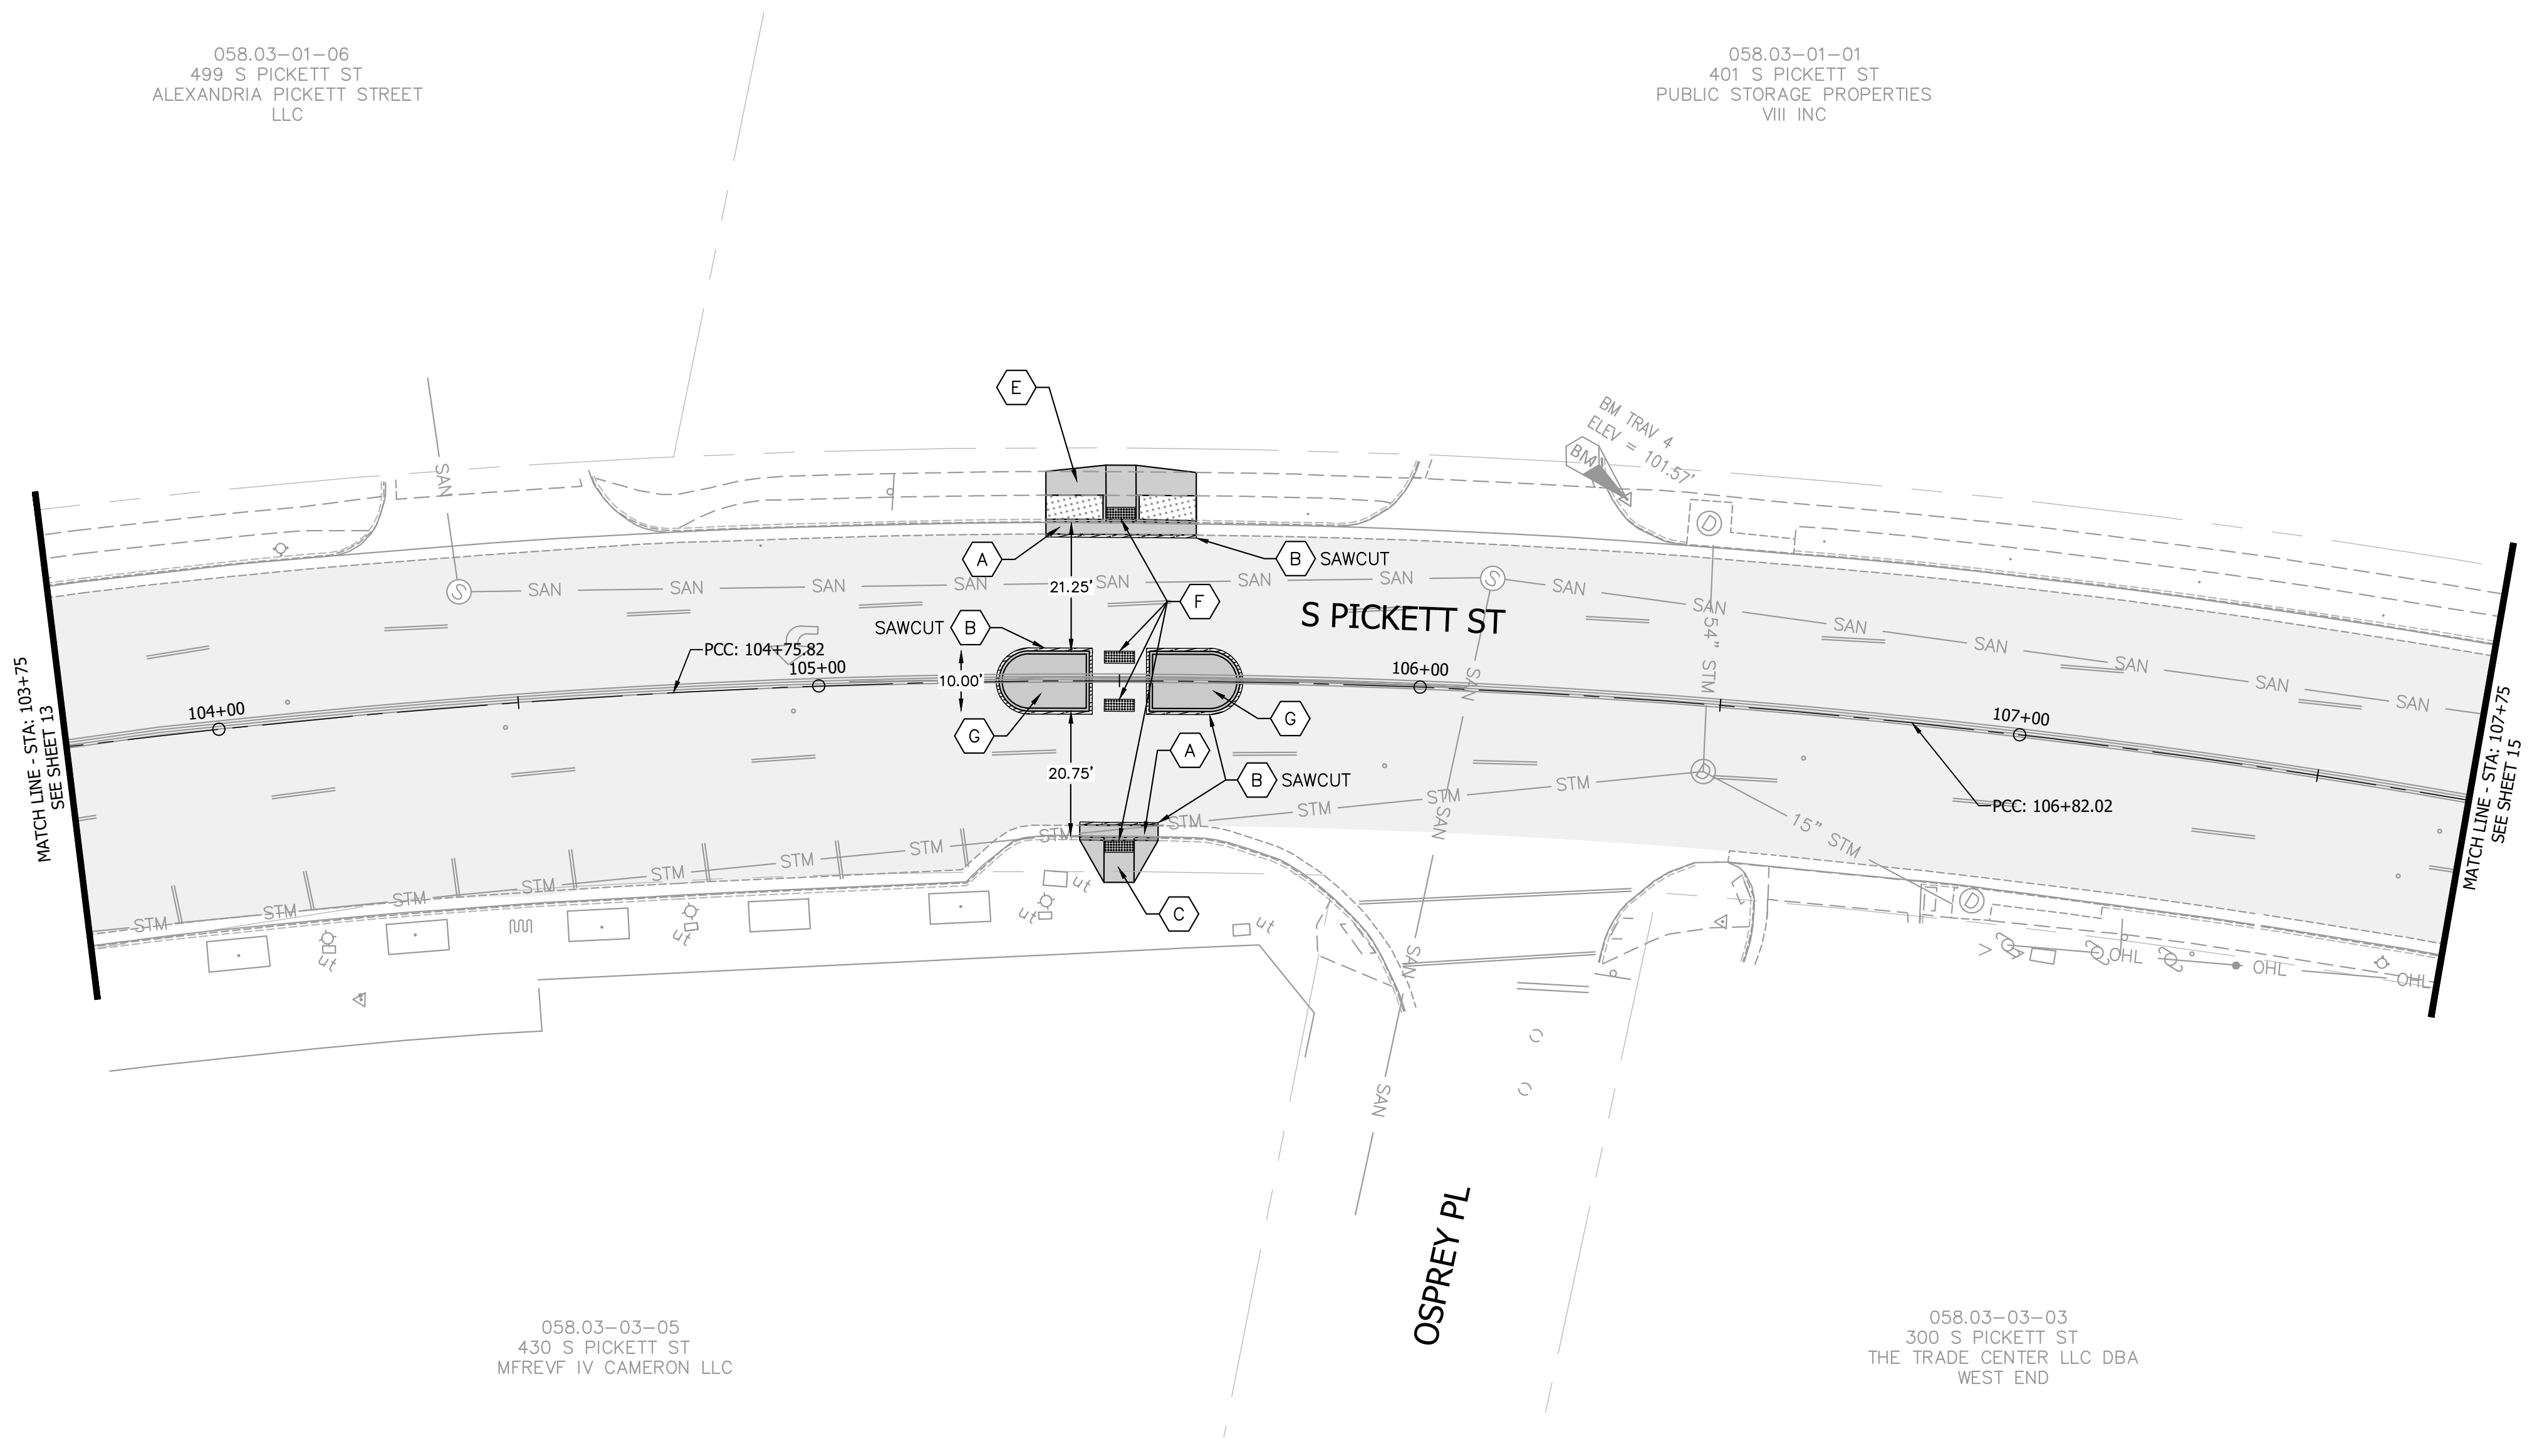 058.03-01-06
499 S PICKETT ST
ALEXANDRIA PICKETT STREET
LLC
058.03-01-01
401 S PICKETT ST
PUBLIC STORAGE PROPERTIES
VIII INC
E
BM TRAV 4
ELEV = 101.57'
BM
SAN
D
A
B SAWCUT
S
SAN SAN SAN SAN SAN SAN SAN
S
SAN SAN SAN SAN SAN SAN SAN
21.25'
F
S PICKETT ST
54" STM
SAWCUT B
PCC: 104+75.82
105+00
10.00'
106+00
SAN
104+00
107+00
G
G
A
20.75'
B SAWCUT
PCC: 106+82.02
MATCH LINE - STA: 103+75
SEE SHEET 13
MATCH LINE - STA: 107+75
SEE SHEET 15
STM STM STM STM STM STM STM STM STM STM STM STM
D
SAN
15" STM
C
D
ut
ut
ut
ut
ut
SAN
OHL OHL OHL
SAN
OSPREY PL
058.03-03-05
430 S PICKETT ST
MFREVF IV CAMERON LLC
058.03-03-03
300 S PICKETT ST
THE TRADE CENTER LLC DBA
WEST END